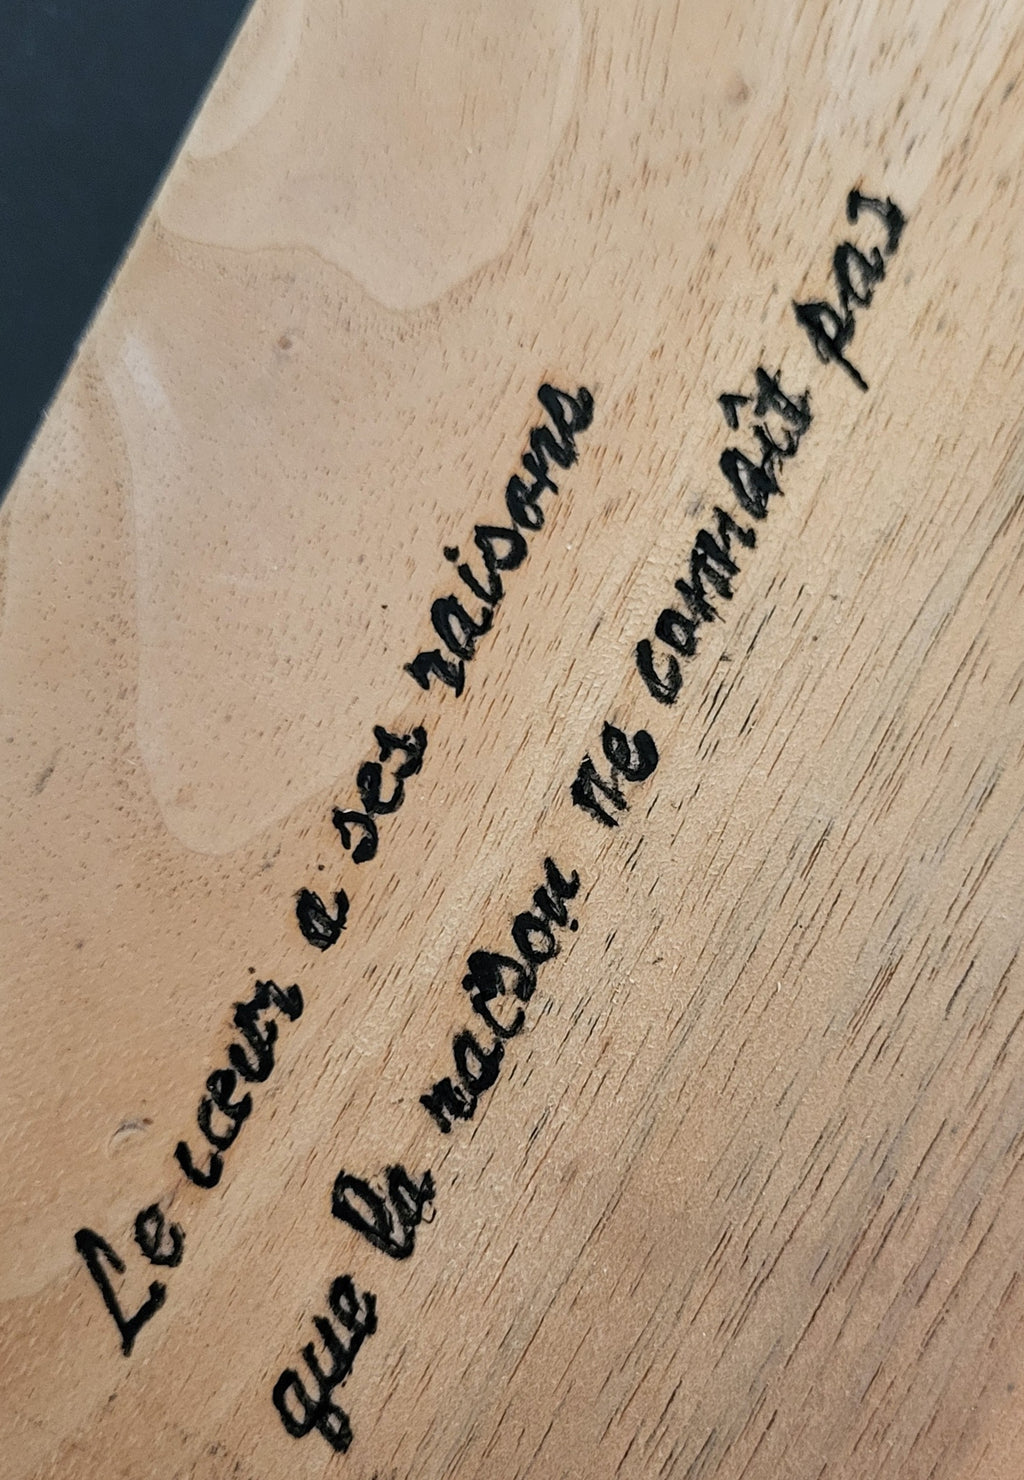 Le cœur a ses raisons
que la raison ne connaît pas